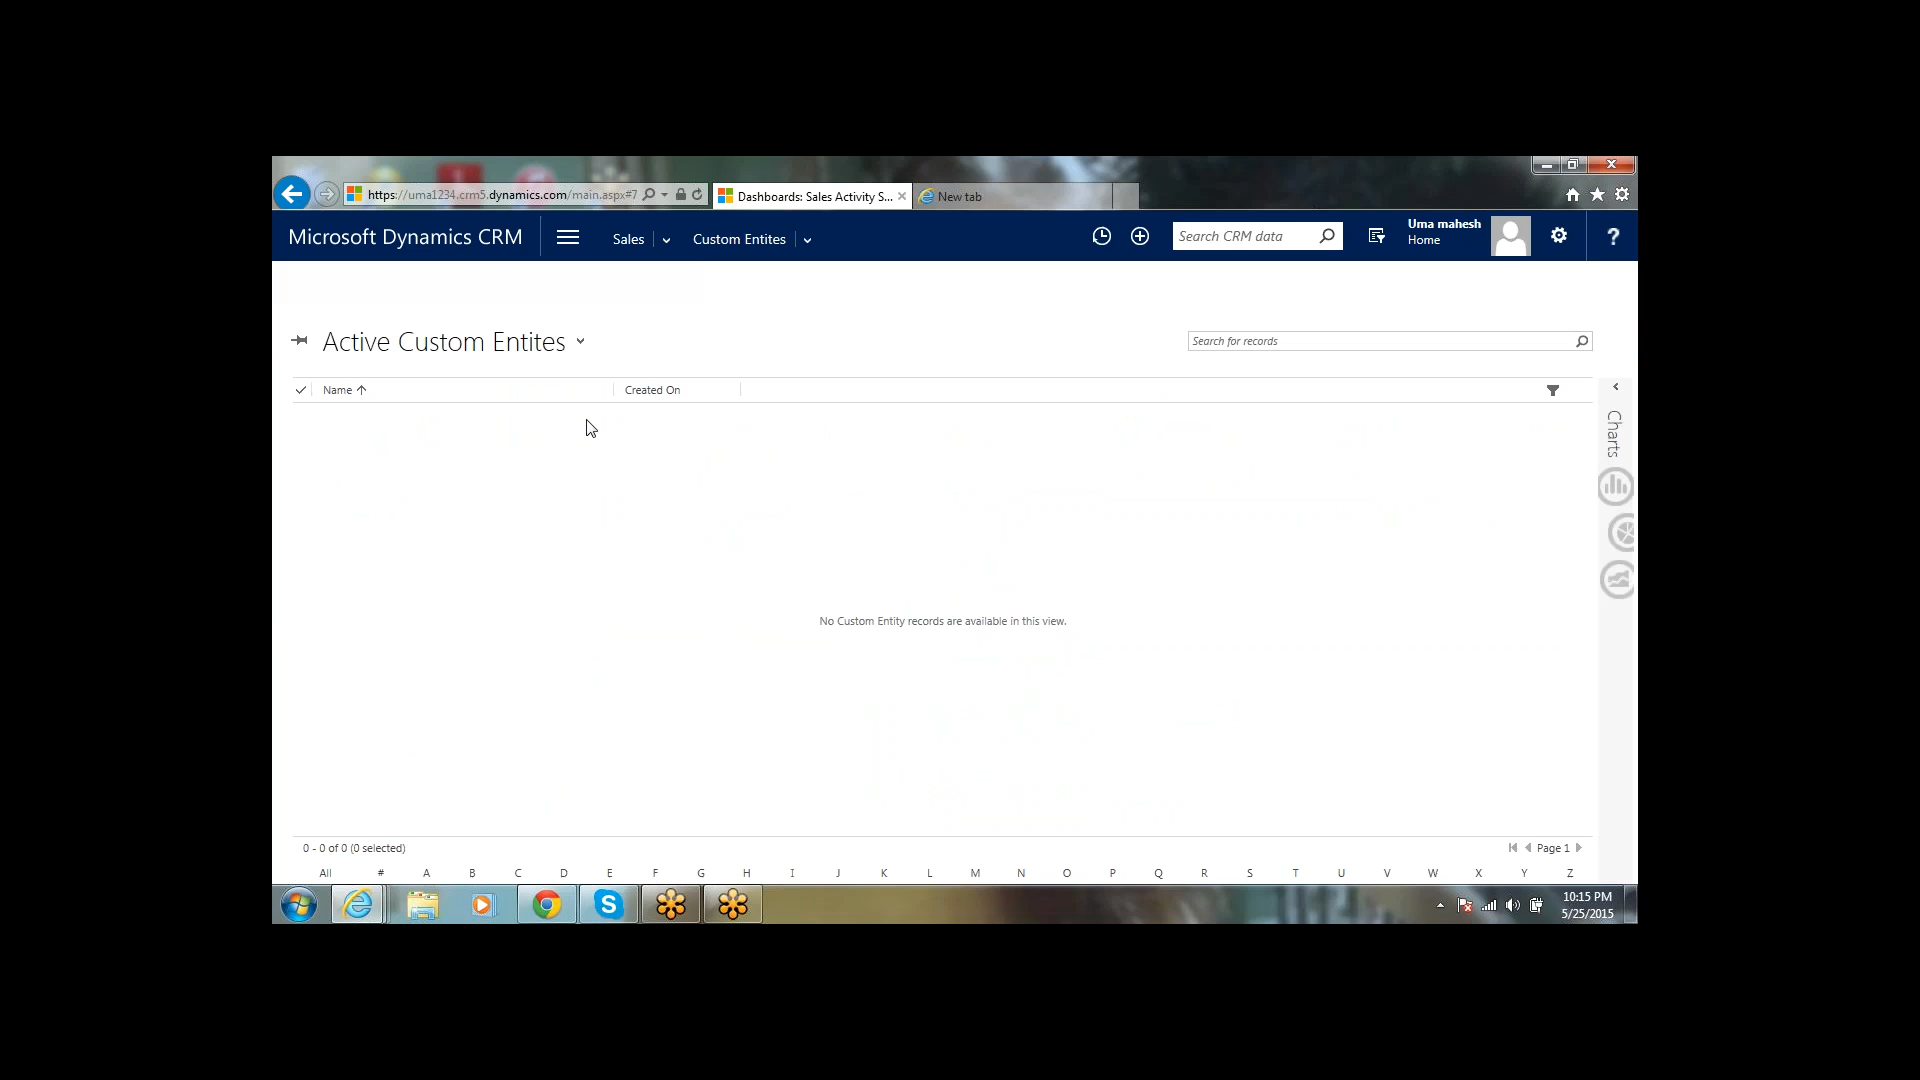 https://uma1234.crm5.dynamics.com/main.aspx#7
Dashboards: Sales Activity S...
New tab
Microsoft Dynamics CRM
Sales
Custom Entites
Search CRM data
Uma mahesh
Home
?
Active Custom Entites
Search for records
Name
Created On
Charts
No Custom Entity records are available in this view.
0 - 0 of 0 (0 selected)
Page 1
All # A B C D E F G H I J K L M N O P Q R S T U V W X Y Z
10:15 PM
5/25/2015